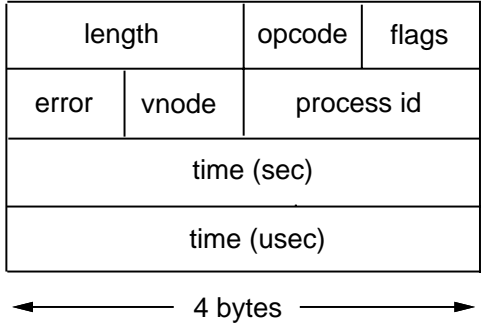 length opcode flags
error vnode process id
time (sec)
time (usec)
4 bytes